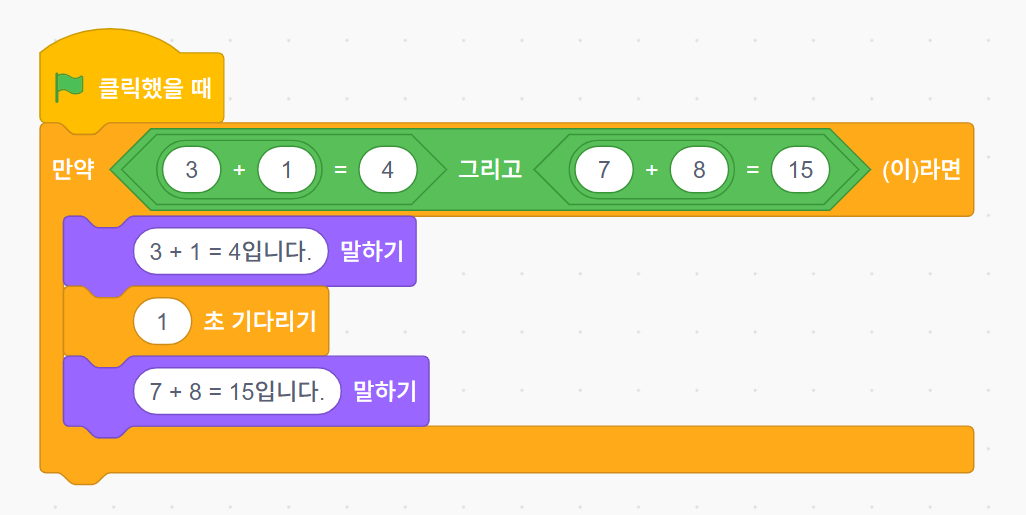 클릭했을 때
만약 3 + 1 = 4 그리고 7 + 8 = 15 (이)라면
3 + 1 = 4입니다. 말하기
1 초 기다리기
7 + 8 = 15입니다. 말하기